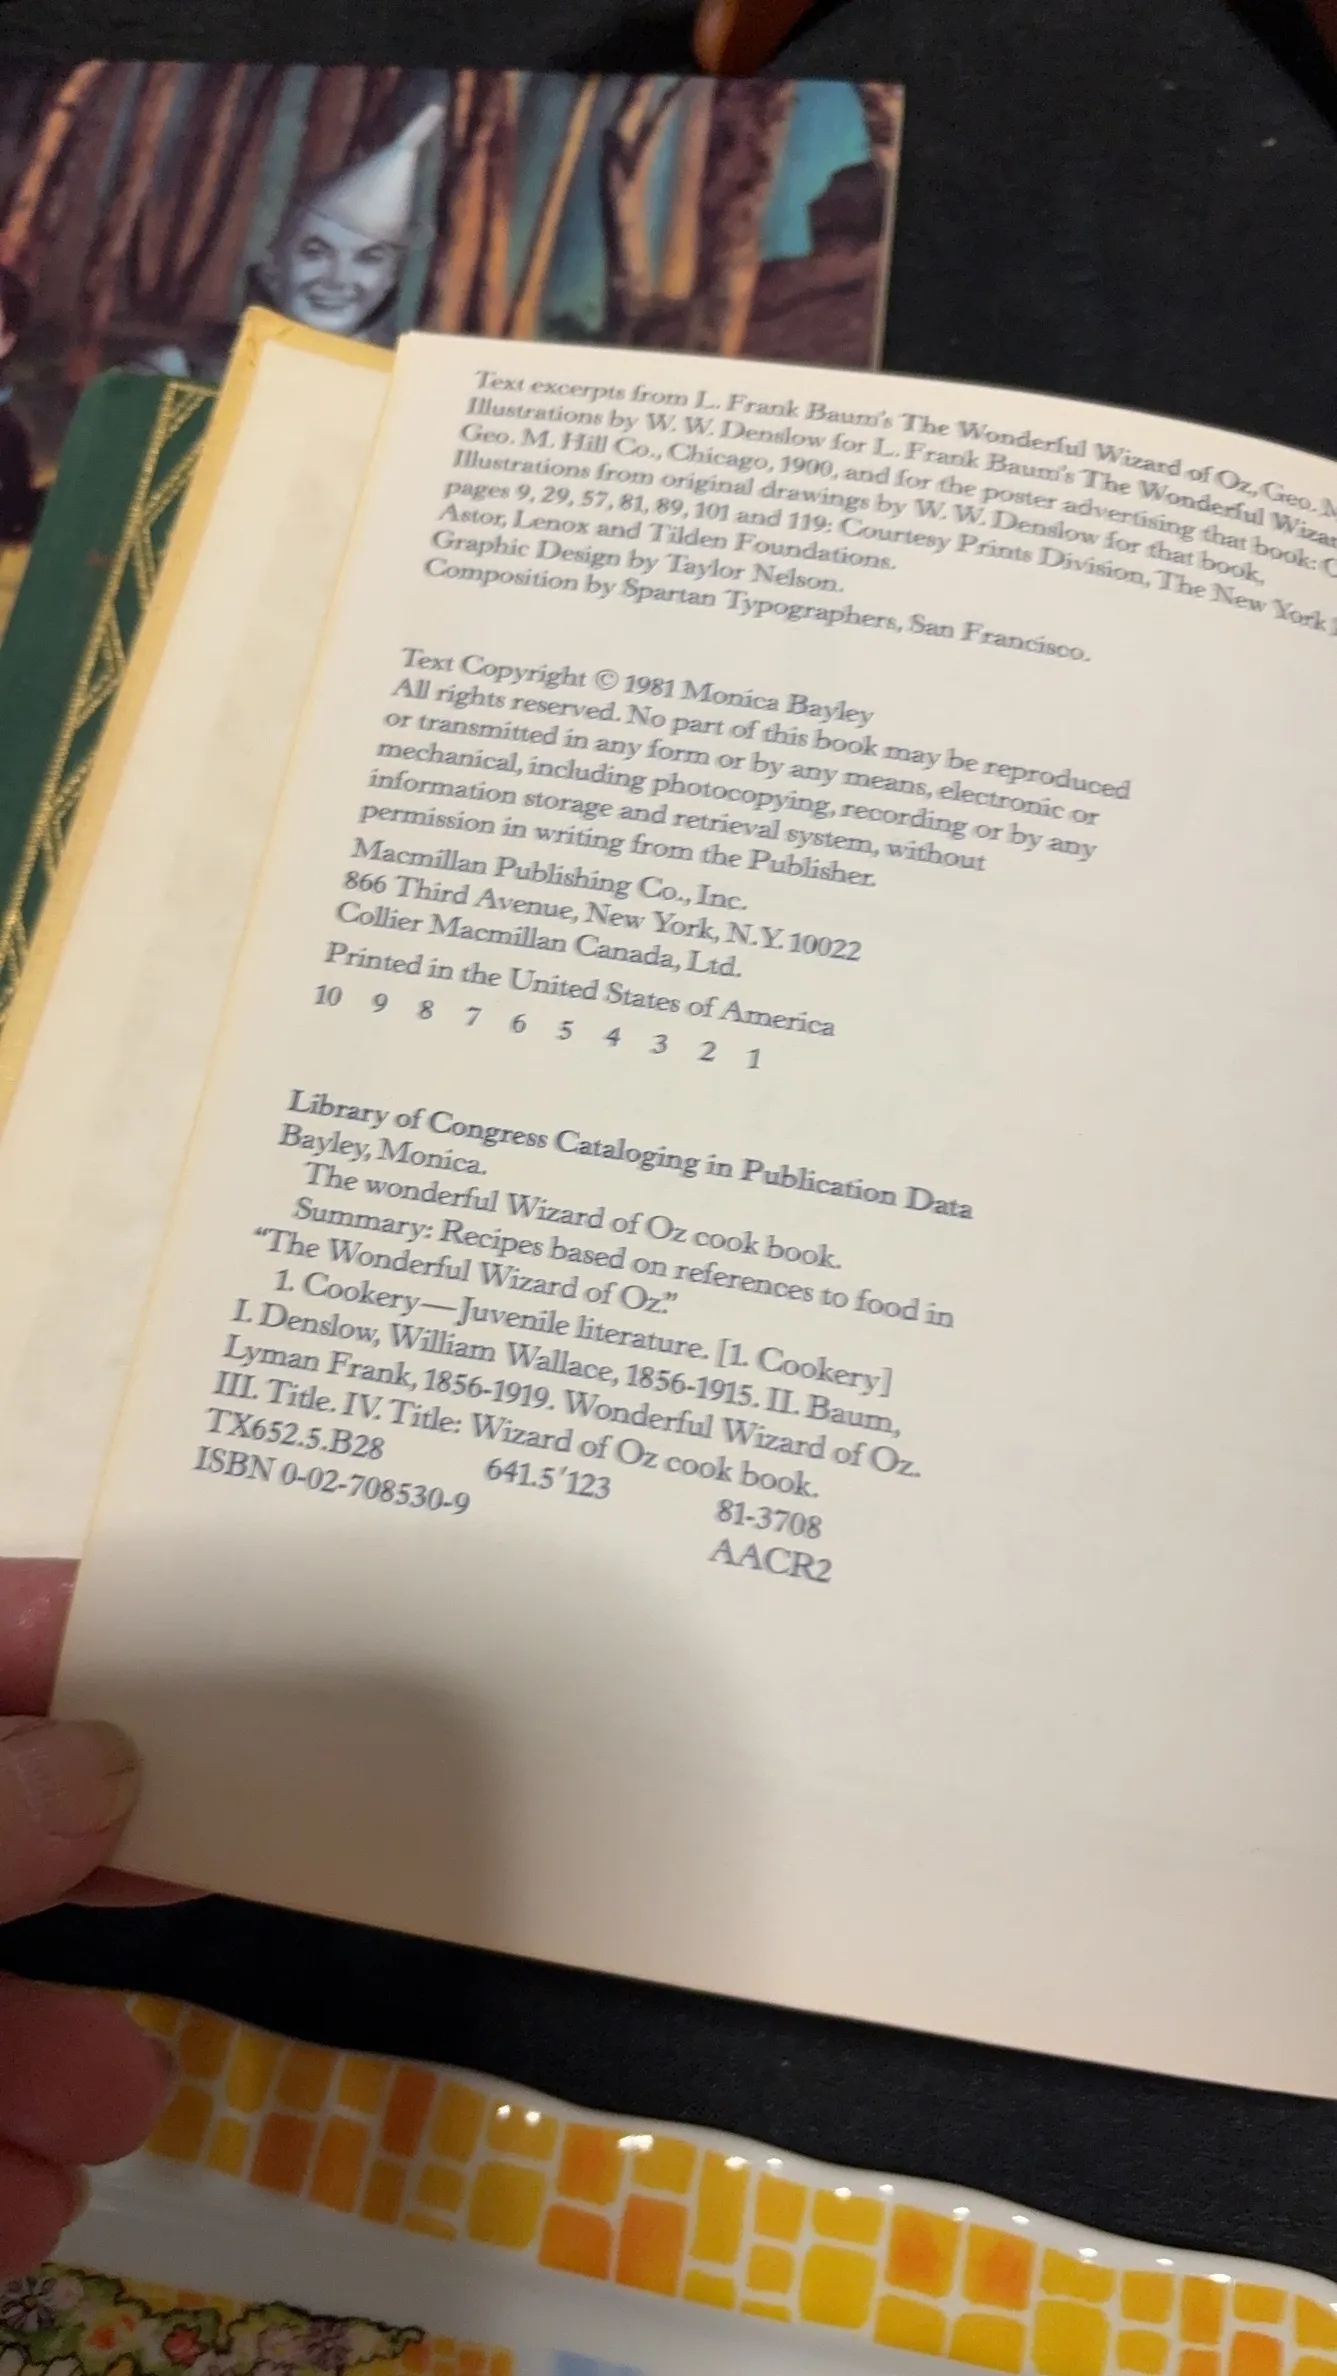 Text excerpts from L. Frank Baum's The Wonderful Wizard of Oz, Geo. M
Illustrations by W. W. Denslow for L. Frank Baum's The Wonderful Wizar
Geo. M. Hill Co., Chicago, 1900, and for the poster advertising that book: C
Illustrations from original drawings by W. W. Denslow for that book,
pages 9, 29, 57, 81, 89, 101 and 119: Courtesy Prints Division, The New York
Astor, Lenox and Tilden Foundations.
Graphic Design by Taylor Nelson.
Composition by Spartan Typographers, San Francisco.
Text Copyright © 1981 Monica Bayley
All rights reserved. No part of this book may be reproduced
or transmitted in any form or by any means, electronic or
mechanical, including photocopying, recording or by any
information storage and retrieval system, without
permission in writing from the Publisher.
Macmillan Publishing Co., Inc.
866 Third Avenue, New York, N.Y. 10022
Collier Macmillan Canada, Ltd.
Printed in the United States of America
10 9 8 7 6 5 4 3 2 1
Library of Congress Cataloging in Publication Data
Bayley, Monica.
The wonderful Wizard of Oz cook book.
Summary: Recipes based on references to food in
“The Wonderful Wizard of Oz.”
1. Cookery—Juvenile literature. [1. Cookery]
I. Denslow, William Wallace, 1856-1915. II. Baum,
Lyman Frank, 1856-1919. Wonderful Wizard of Oz.
III. Title. IV. Title: Wizard of Oz cook book.
TX652.5.B28 641.5'123 81-3708
ISBN 0-02-708530-9 AACR2